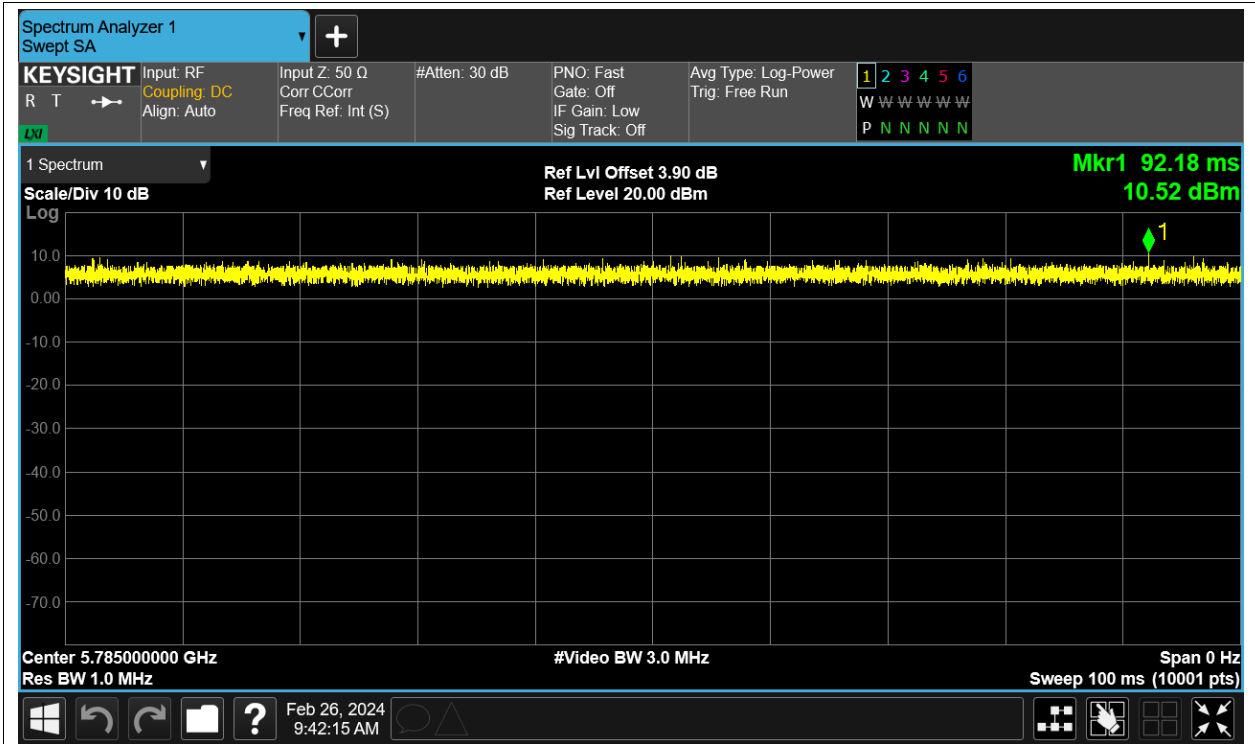 Spectrum Analyzer 1
Swept SA
+
KEYSIGHT
R T
LXI
Input: RF
Coupling: DC
Align: Auto
Input Z: 50 Ω
Corr CCorr
Freq Ref: Int (S)
#Atten: 30 dB
PNO: Fast
Gate: Off
IF Gain: Low
Sig Track: Off
Avg Type: Log-Power
Trig: Free Run
1 2 3 4 5 6
W W W W W W
P N N N N N
1 Spectrum
Scale/Div 10 dB
Log
Ref Lvl Offset 3.90 dB
Ref Level 20.00 dBm
Mkr1 92.18 ms
10.52 dBm
1
10.0
0.00
-10.0
-20.0
-30.0
-40.0
-50.0
-60.0
-70.0
Center 5.785000000 GHz
#Video BW 3.0 MHz
Span 0 Hz
Res BW 1.0 MHz
Sweep 100 ms (10001 pts)
?
Feb 26, 2024
9:42:15 AM